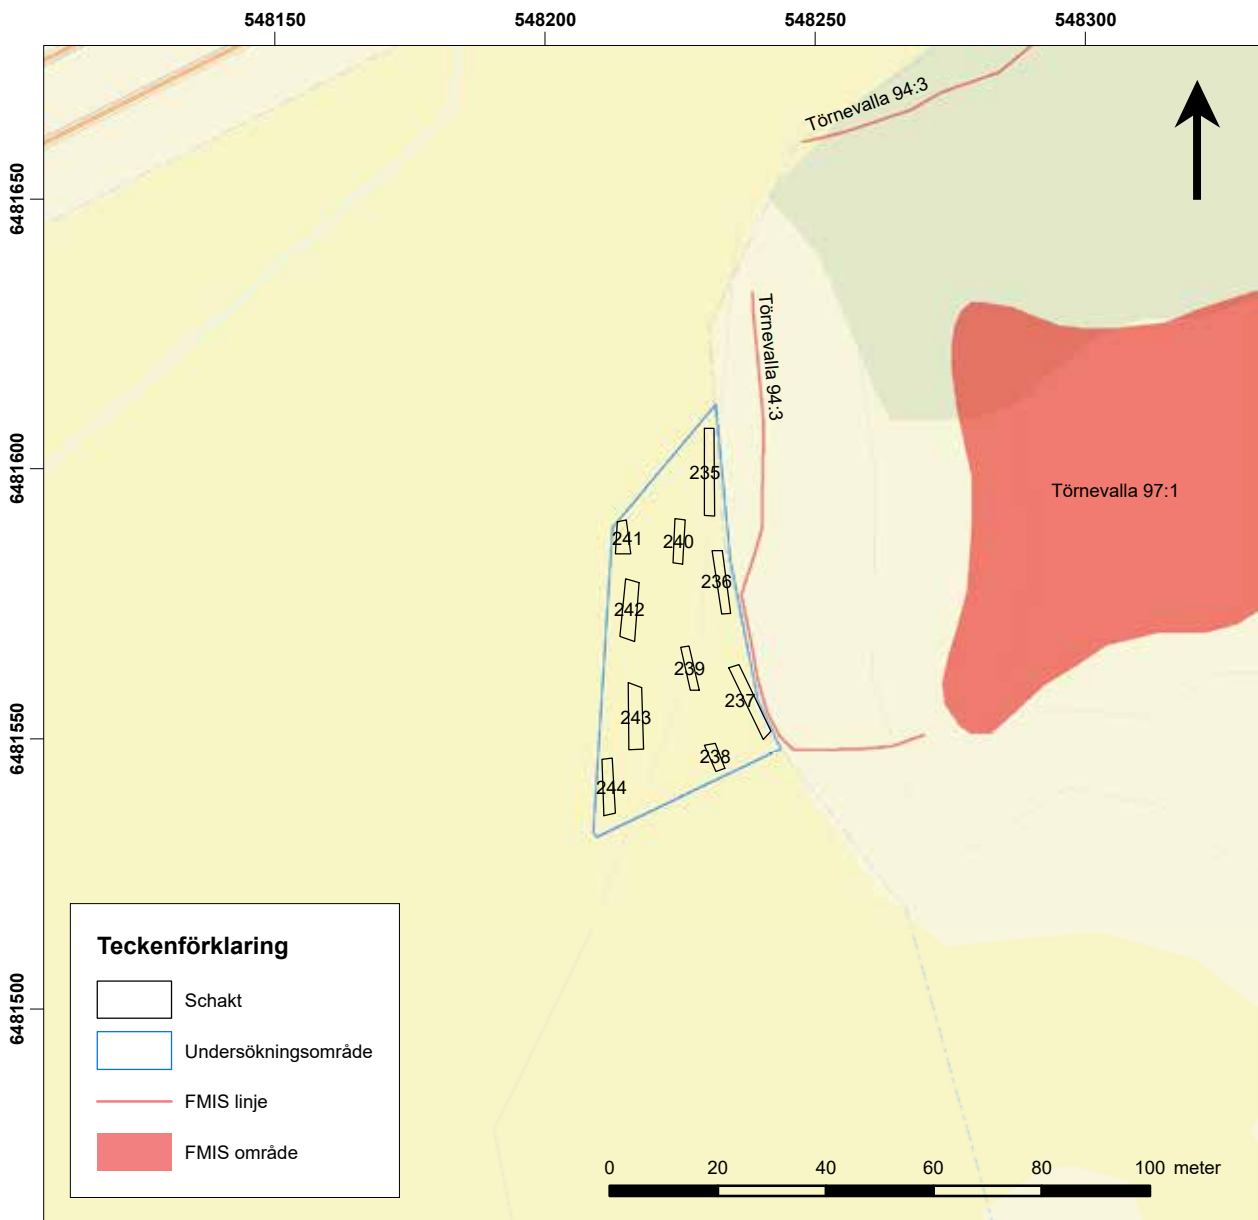 548150
548200
548250
548300
6481650
6481600
6481550
6481500
Törnevalla 94:3
Törnevalla 94:3
Törnevalla 97:1
235
241
240
236
242
239
237
243
238
244
Teckenförklaring
Schakt
Undersökningsområde
FMIS linje
FMIS område
0 20 40 60 80 100 meter